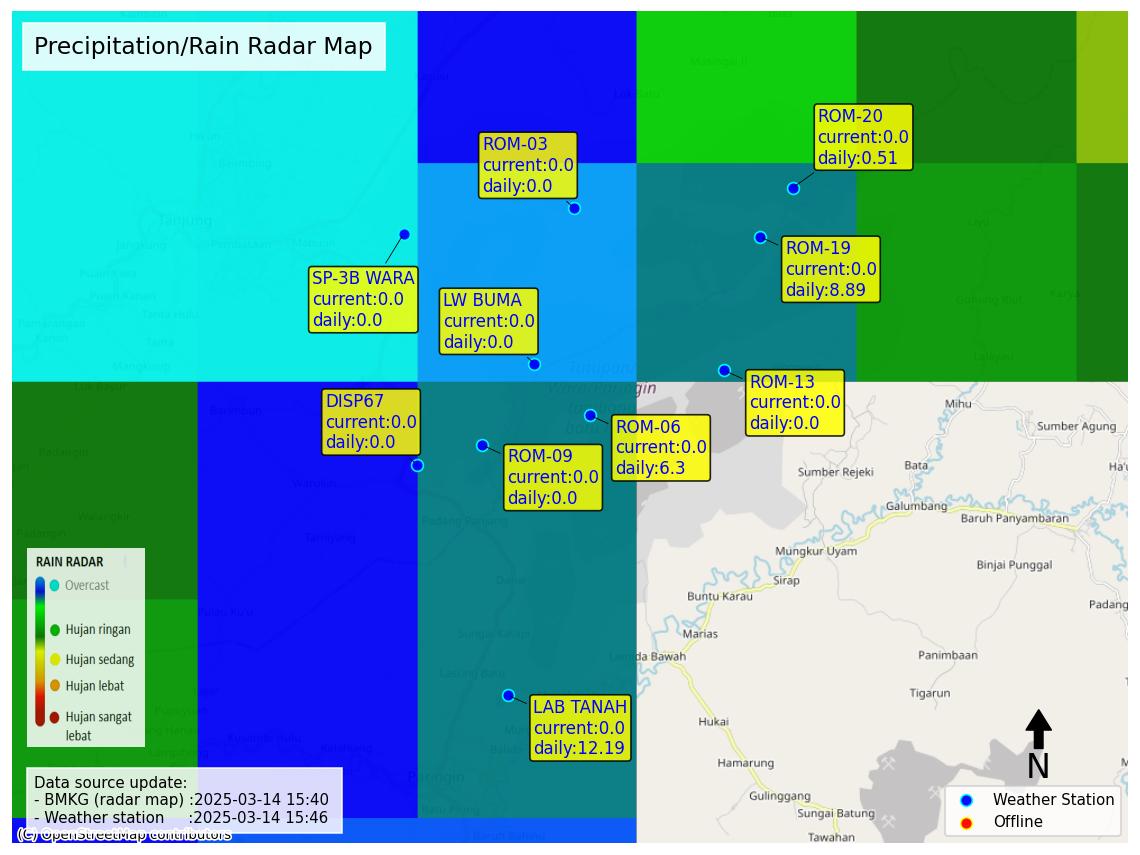 Precipitation/Rain Radar Map
Masingai II
ROM-20
current:0.0
daily:0.51
ROM-03
current:0.0
daily:0.0
Tanjung
ROM-19
current:0.0
daily:8.89
SP-3B WARA
current:0.0
daily:0.0
LW BUMA
current:0.0
daily:0.0
ROM-13
current:0.0
daily:0.0
DISP67
current:0.0
daily:0.0
ROM-06
current:0.0
daily:6.3
ROM-09
current:0.0
daily:0.0
Mihu
Sumber Agung
Bata
Sumber Rejeki
Galumbang
Baruh Panyambaran
Padang Panjang
Mungkur Uyam
Binjai Punggal
Sirap
Buntu Karau
Padang
Marias
Lamida Bawah
Panimbaan
Tigarun
Hukai
Hamarung
Gulinggang
Sungai Batung
Tawahan
Paringin
LAB TANAH
current:0.0
daily:12.19
RAIN RADAR
Overcast
Hujan ringan
Hujan sedang
Hujan lebat
Hujan sangat
lebat
N
Data source update:
- BMKG (radar map) :2025-03-14 15:40
- Weather station :2025-03-14 15:46
Weather Station
Offline
(C) OpenStreetMap contributors